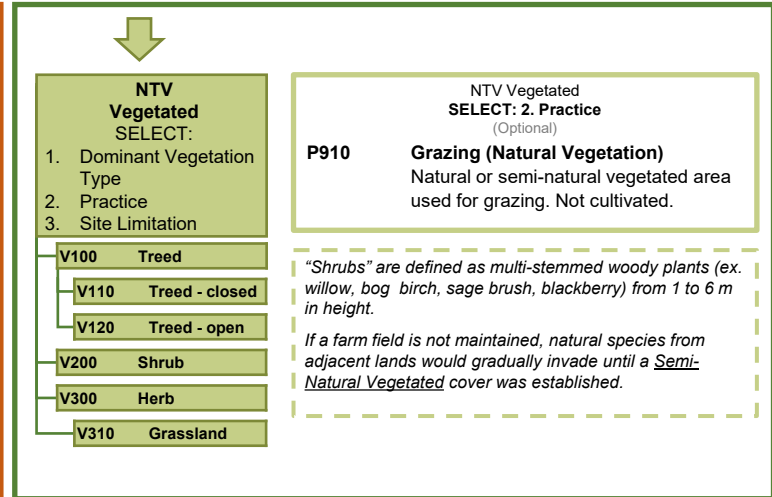 NTV
Vegetated
SELECT:
1. Dominant Vegetation
Type
2. Practice
3. Site Limitation
V100 Treed
V110 Treed - closed
V120 Treed - open
V200 Shrub
V300 Herb
V310 Grassland
NTV Vegetated
SELECT: 2. Practice
(Optional)
P910 Grazing (Natural Vegetation)
Natural or semi-natural vegetated area
used for grazing. Not cultivated.
“Shrubs” are defined as multi-stemmed woody plants (ex.
willow, bog birch, sage brush, blackberry) from 1 to 6 m
in height.
If a farm field is not maintained, natural species from
adjacent lands would gradually invade until a Semi-
Natural Vegetated cover was established.